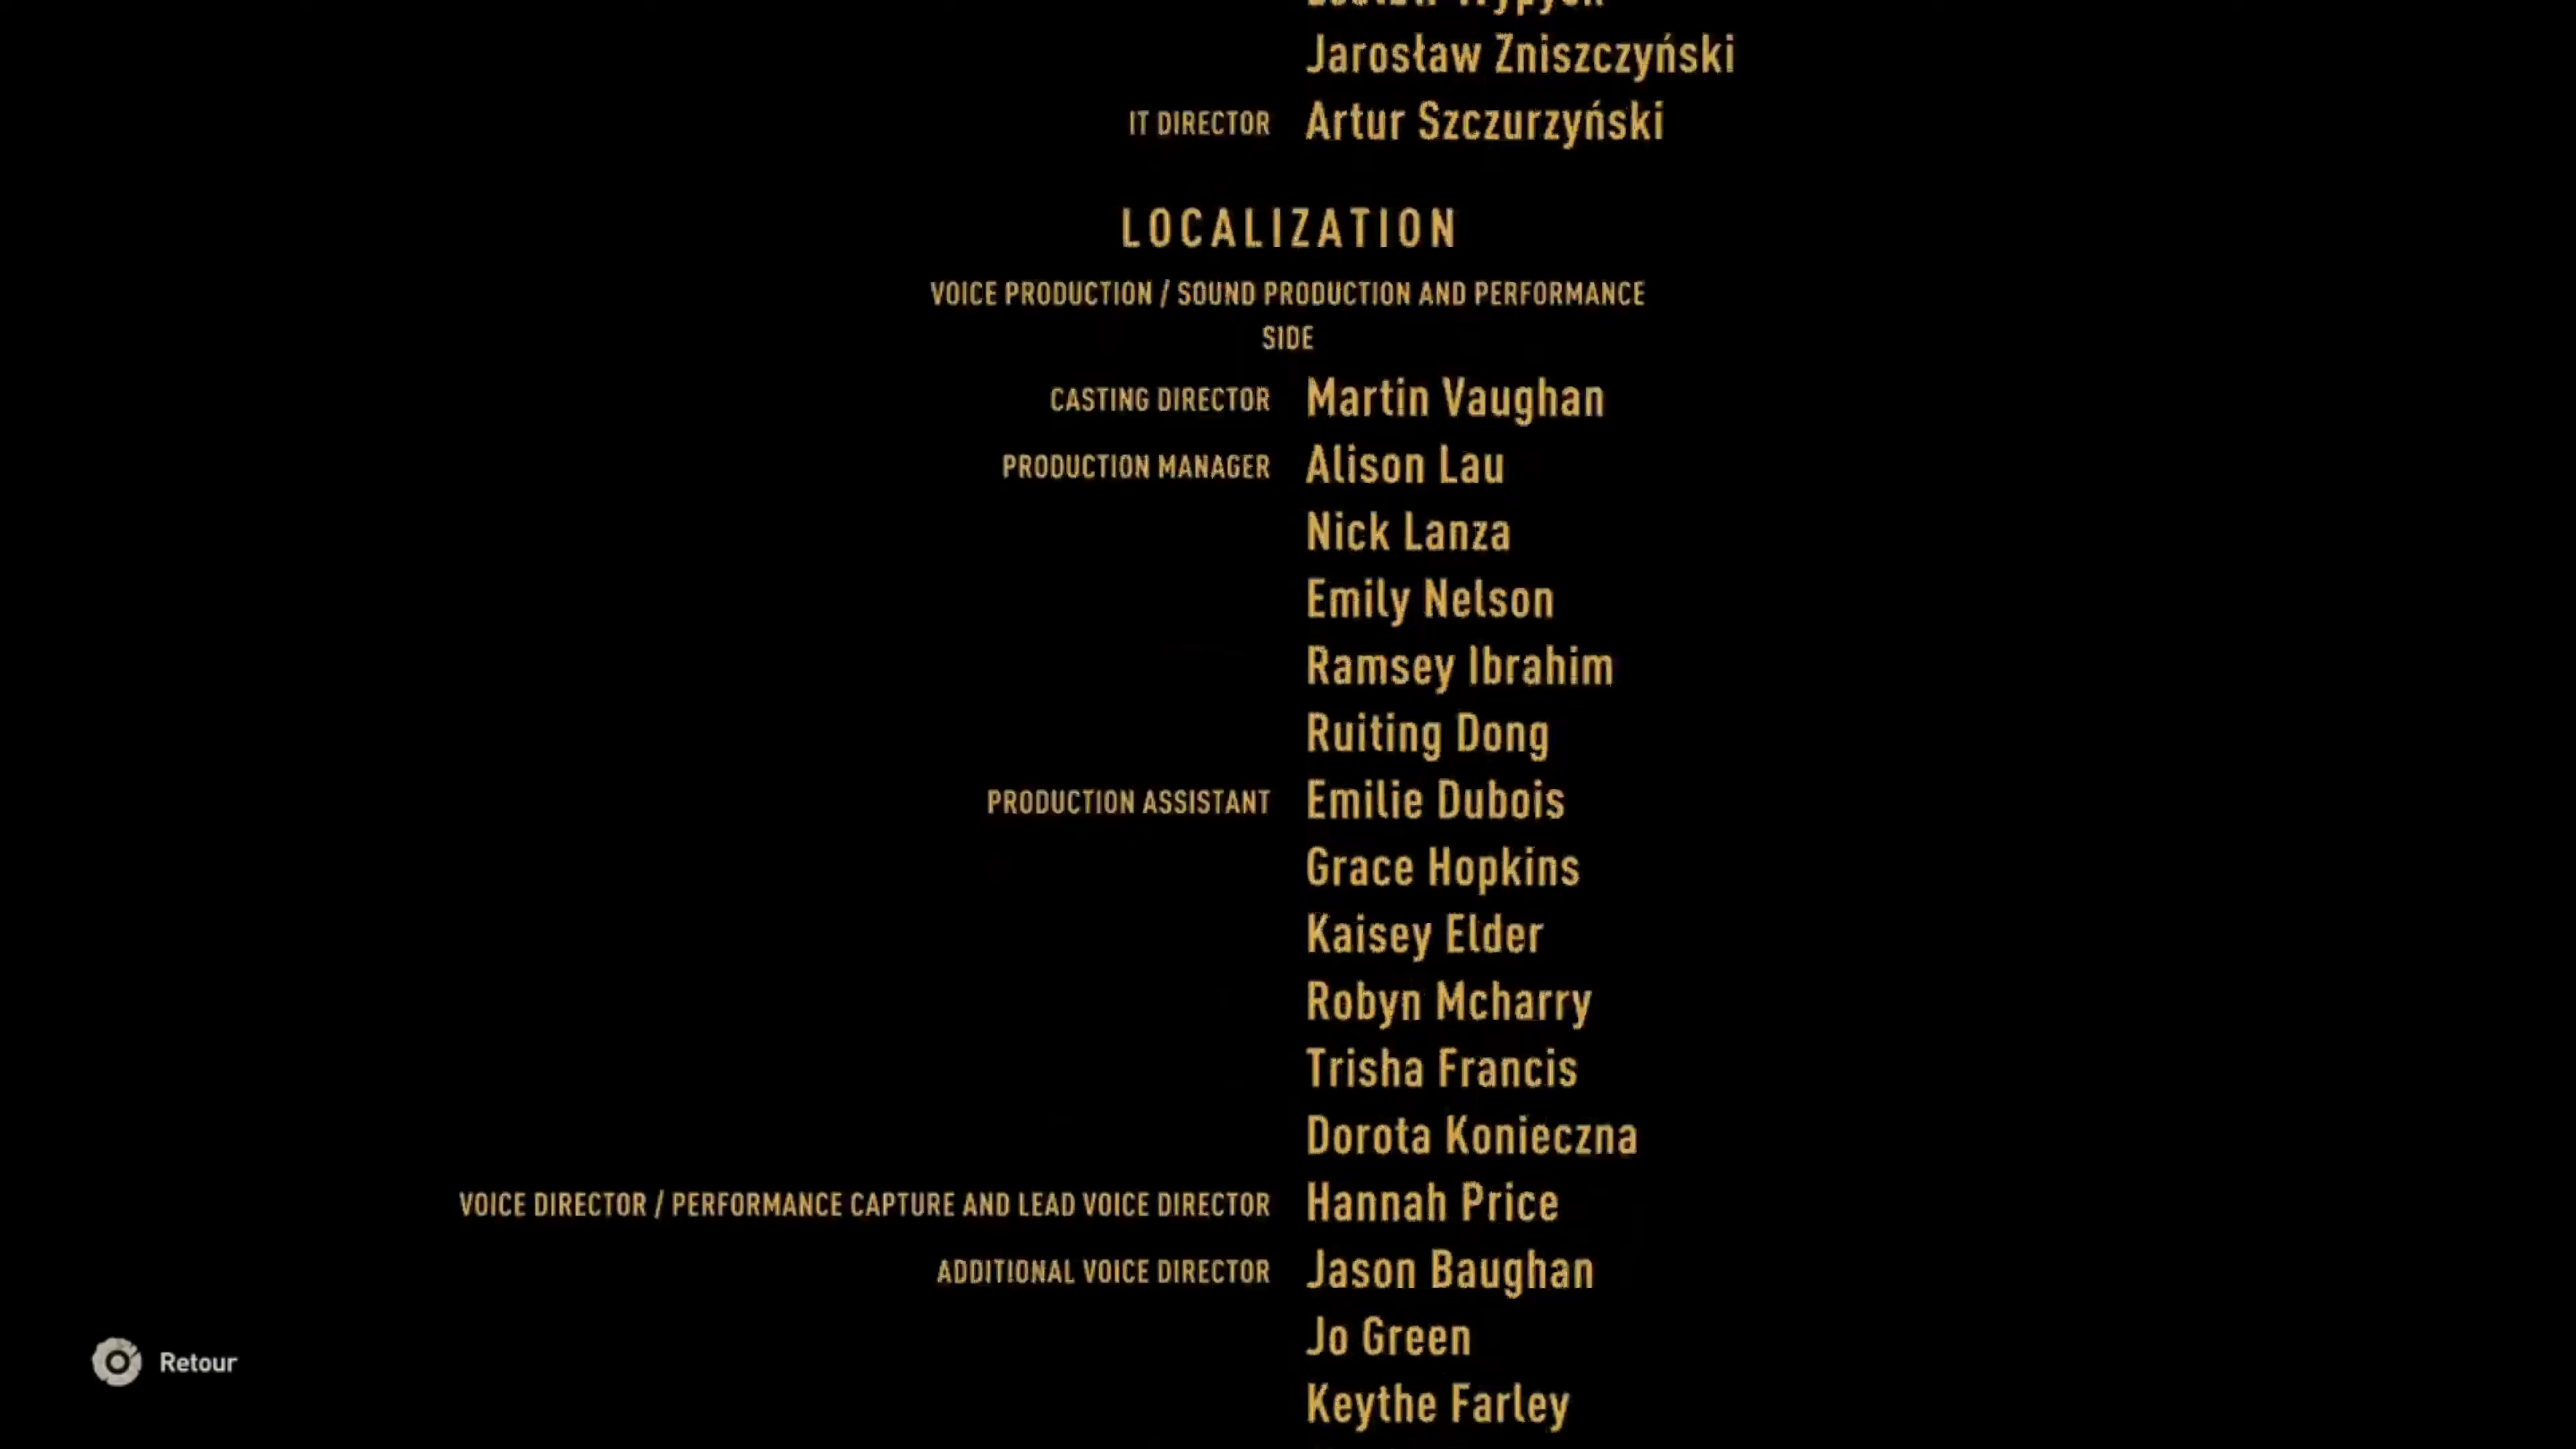 Jarosław Zniszczyński
IT DIRECTOR Artur Szczurzyński
LOCALIZATION
VOICE PRODUCTION / SOUND PRODUCTION AND PERFORMANCE
SIDE
CASTING DIRECTOR Martin Vaughan
PRODUCTION MANAGER Alison Lau
Nick Lanza
Emily Nelson
Ramsey Ibrahim
Ruiting Dong
PRODUCTION ASSISTANT Emilie Dubois
Grace Hopkins
Kaisey Elder
Robyn Mcharry
Trisha Francis
Dorota Konieczna
VOICE DIRECTOR / PERFORMANCE CAPTURE AND LEAD VOICE DIRECTOR Hannah Price
ADDITIONAL VOICE DIRECTOR Jason Baughan
Jo Green
Retour
Keythe Farley